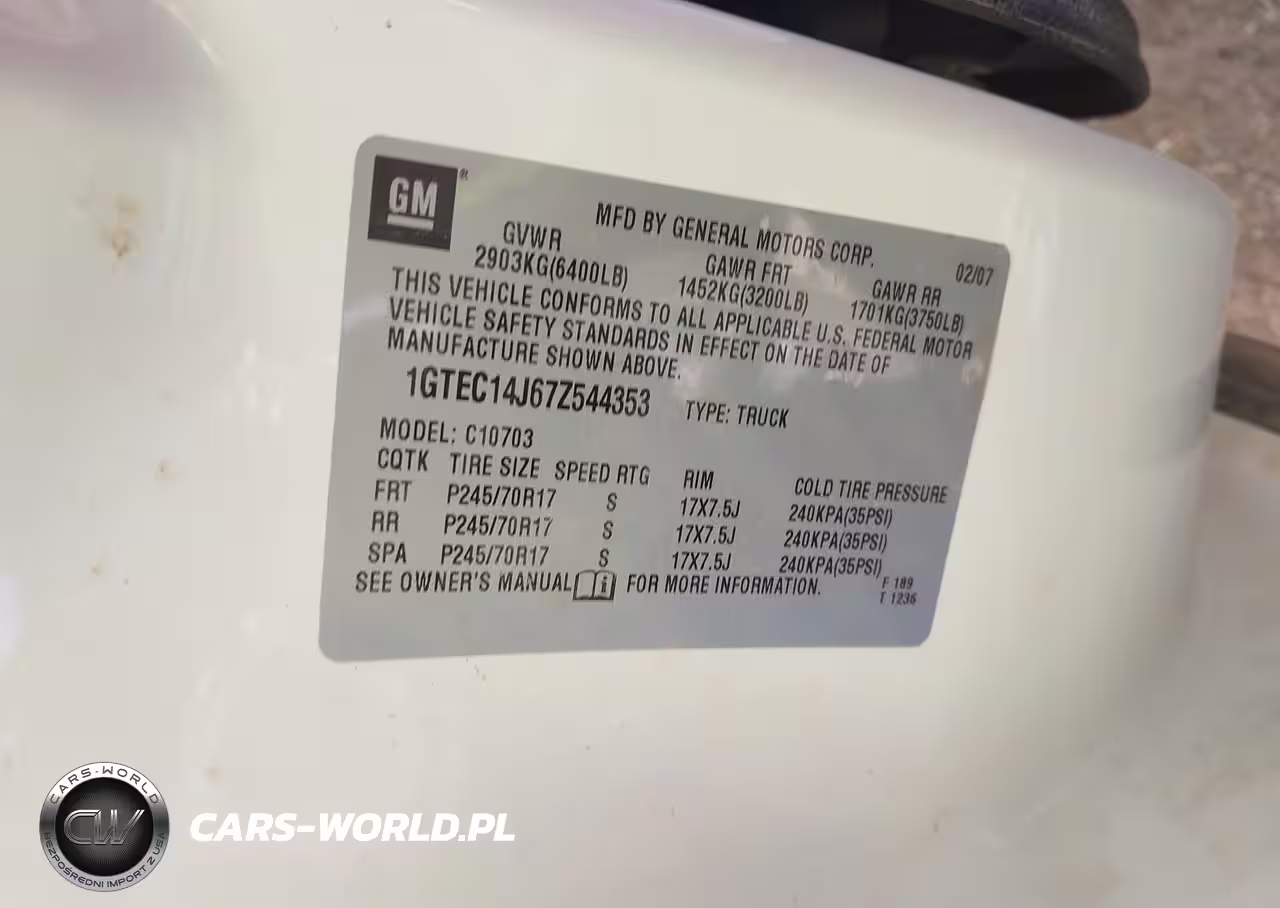 GM®
MFD BY GENERAL MOTORS CORP.
02/07
GVWR GAWR FRT GAWR RR
2903KG(6400LB) 1452KG(3200LB) 1701KG(3750LB)
THIS VEHICLE CONFORMS TO ALL APPLICABLE U.S. FEDERAL MOTOR
VEHICLE SAFETY STANDARDS IN EFFECT ON THE DATE OF
MANUFACTURE SHOWN ABOVE.
1GTEC14J67Z544353 TYPE: TRUCK
MODEL: C10703
CQTK TIRE SIZE SPEED RTG RIM COLD TIRE PRESSURE
FRT P245/70R17 S 17X7.5J 240KPA(35PSI)
RR P245/70R17 S 17X7.5J 240KPA(35PSI)
SPA P245/70R17 S 17X7.5J 240KPA(35PSI)
SEE OWNER'S MANUAL i FOR MORE INFORMATION.
F 189
T 1236
CARS-WORLD
CW
BEZPOŚREDNI IMPORT Z USA
CARS-WORLD.PL